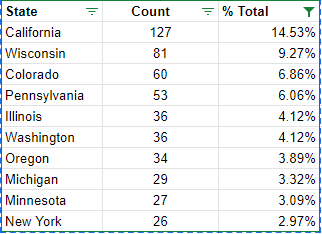 State Count % Total
California 127 14.53%
Wisconsin 81 9.27%
Colorado 60 6.86%
Pennsylvania 53 6.06%
Illinois 36 4.12%
Washington 36 4.12%
Oregon 34 3.89%
Michigan 29 3.32%
Minnesota 27 3.09%
New York 26 2.97%